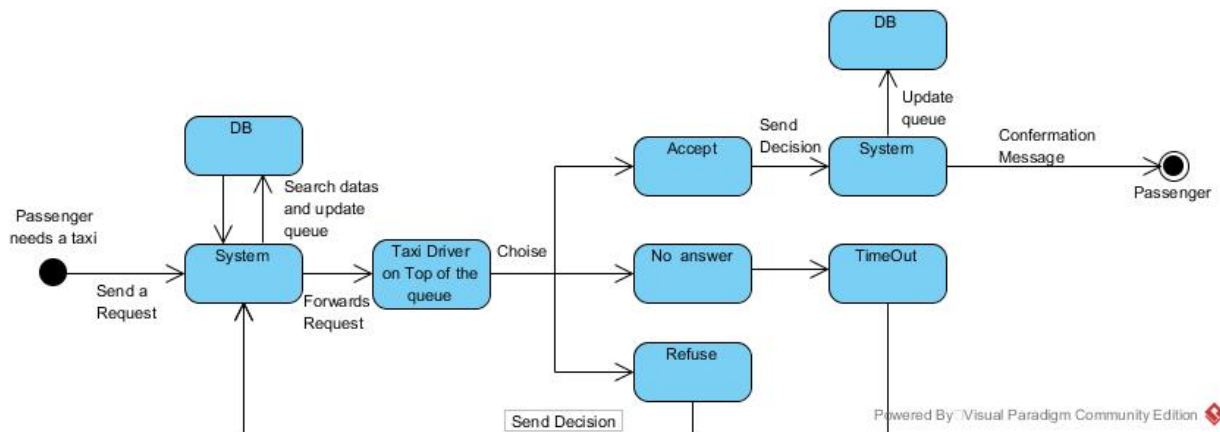 DB
Update
queue
DB
Send
Decision
Accept
System
Confermation
Message
Passenger
Search datas
and update
queue
Passenger
needs a taxi
System
Taxi Driver
on Top of the
queue
Choise
No answer
TimeOut
Send a
Request
Forwards
Request
Refuse
Send Decision
Powered By Visual Paradigm Community Edition